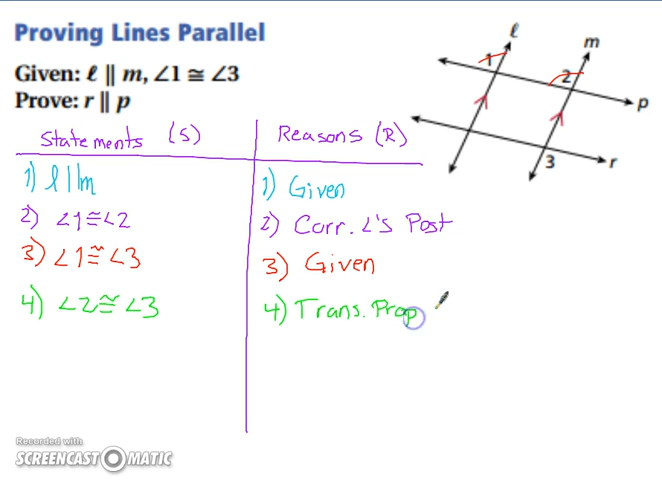 Proving Lines Parallel
Given: ℓ || m, ∠1 ≅ ∠3
Prove: r || p
Statements (S)
Reasons (R)
1) ℓ || m
1) Given
2) ∠1 ≅ ∠2
2) Corr. ∠'s Post
3) ∠1 ≅ ∠3
3) Given
4) ∠2 ≅ ∠3
4) Trans. Prop
ℓ
m
1
2
p
3
r
Recorded with
SCREENCAST O MATIC